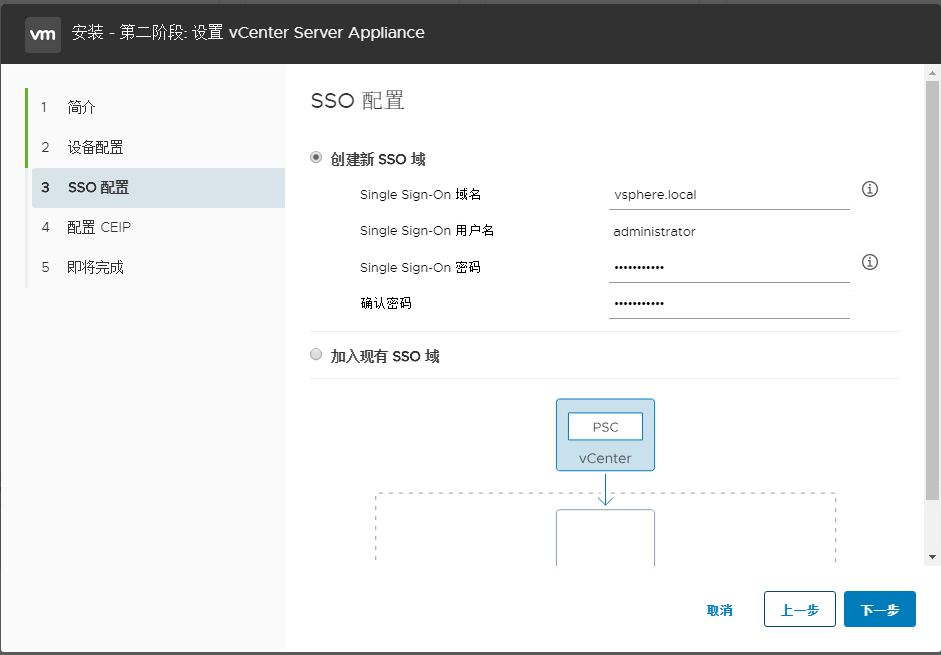 vm 安装 - 第二阶段: 设置 vCenter Server Appliance
1 简介
2 设备配置
3 SSO 配置
4 配置 CEIP
5 即将完成
SSO 配置
创建新 SSO 域
Single Sign-On 域名 vsphere.local
Single Sign-On 用户名 administrator
Single Sign-On 密码 •••••••••••
确认密码 •••••••••••
加入现有 SSO 域
PSC
vCenter
取消 上一步 下一步